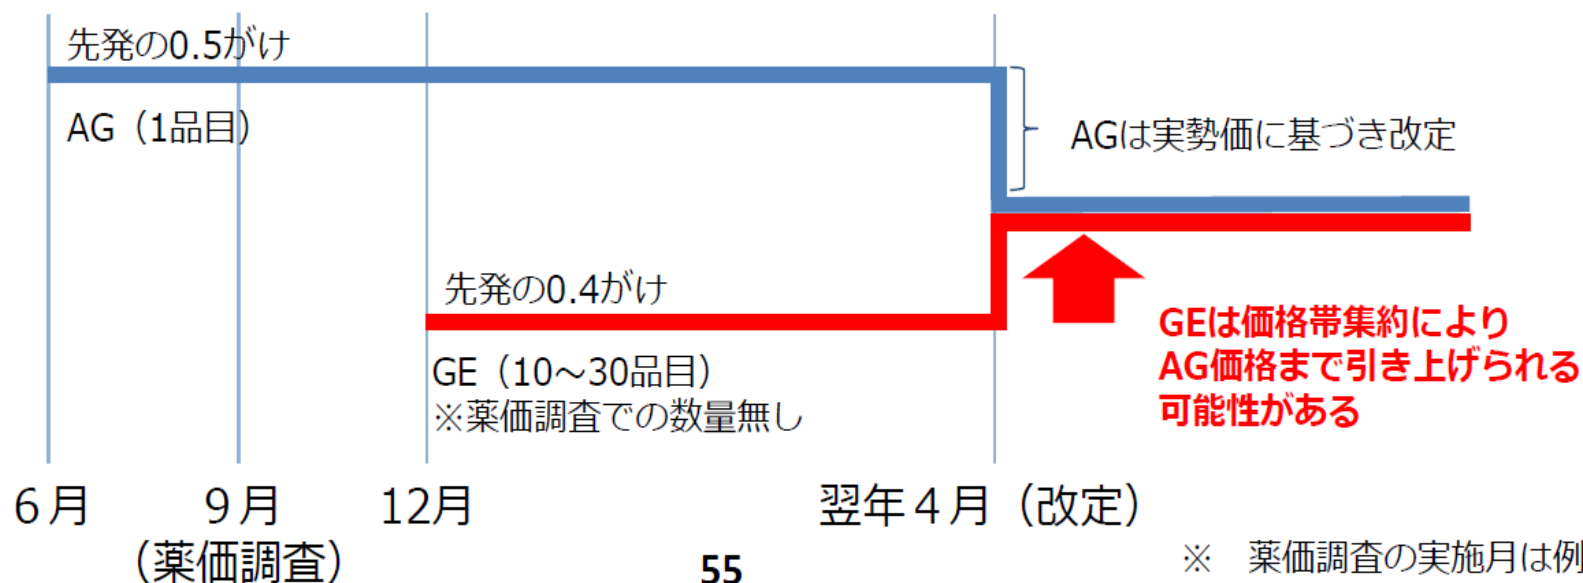 先発の0.5がけ
AG（1品目）
AGは実勢価に基づき改定
先発の0.4がけ
GE（10～30品目）
※薬価調査での数量無し
GEは価格帯集約により
AG価格まで引き上げられる
可能性がある
６月
９月
12月
翌年４月（改定）
（薬価調査）
55
※　薬価調査の実施月は例